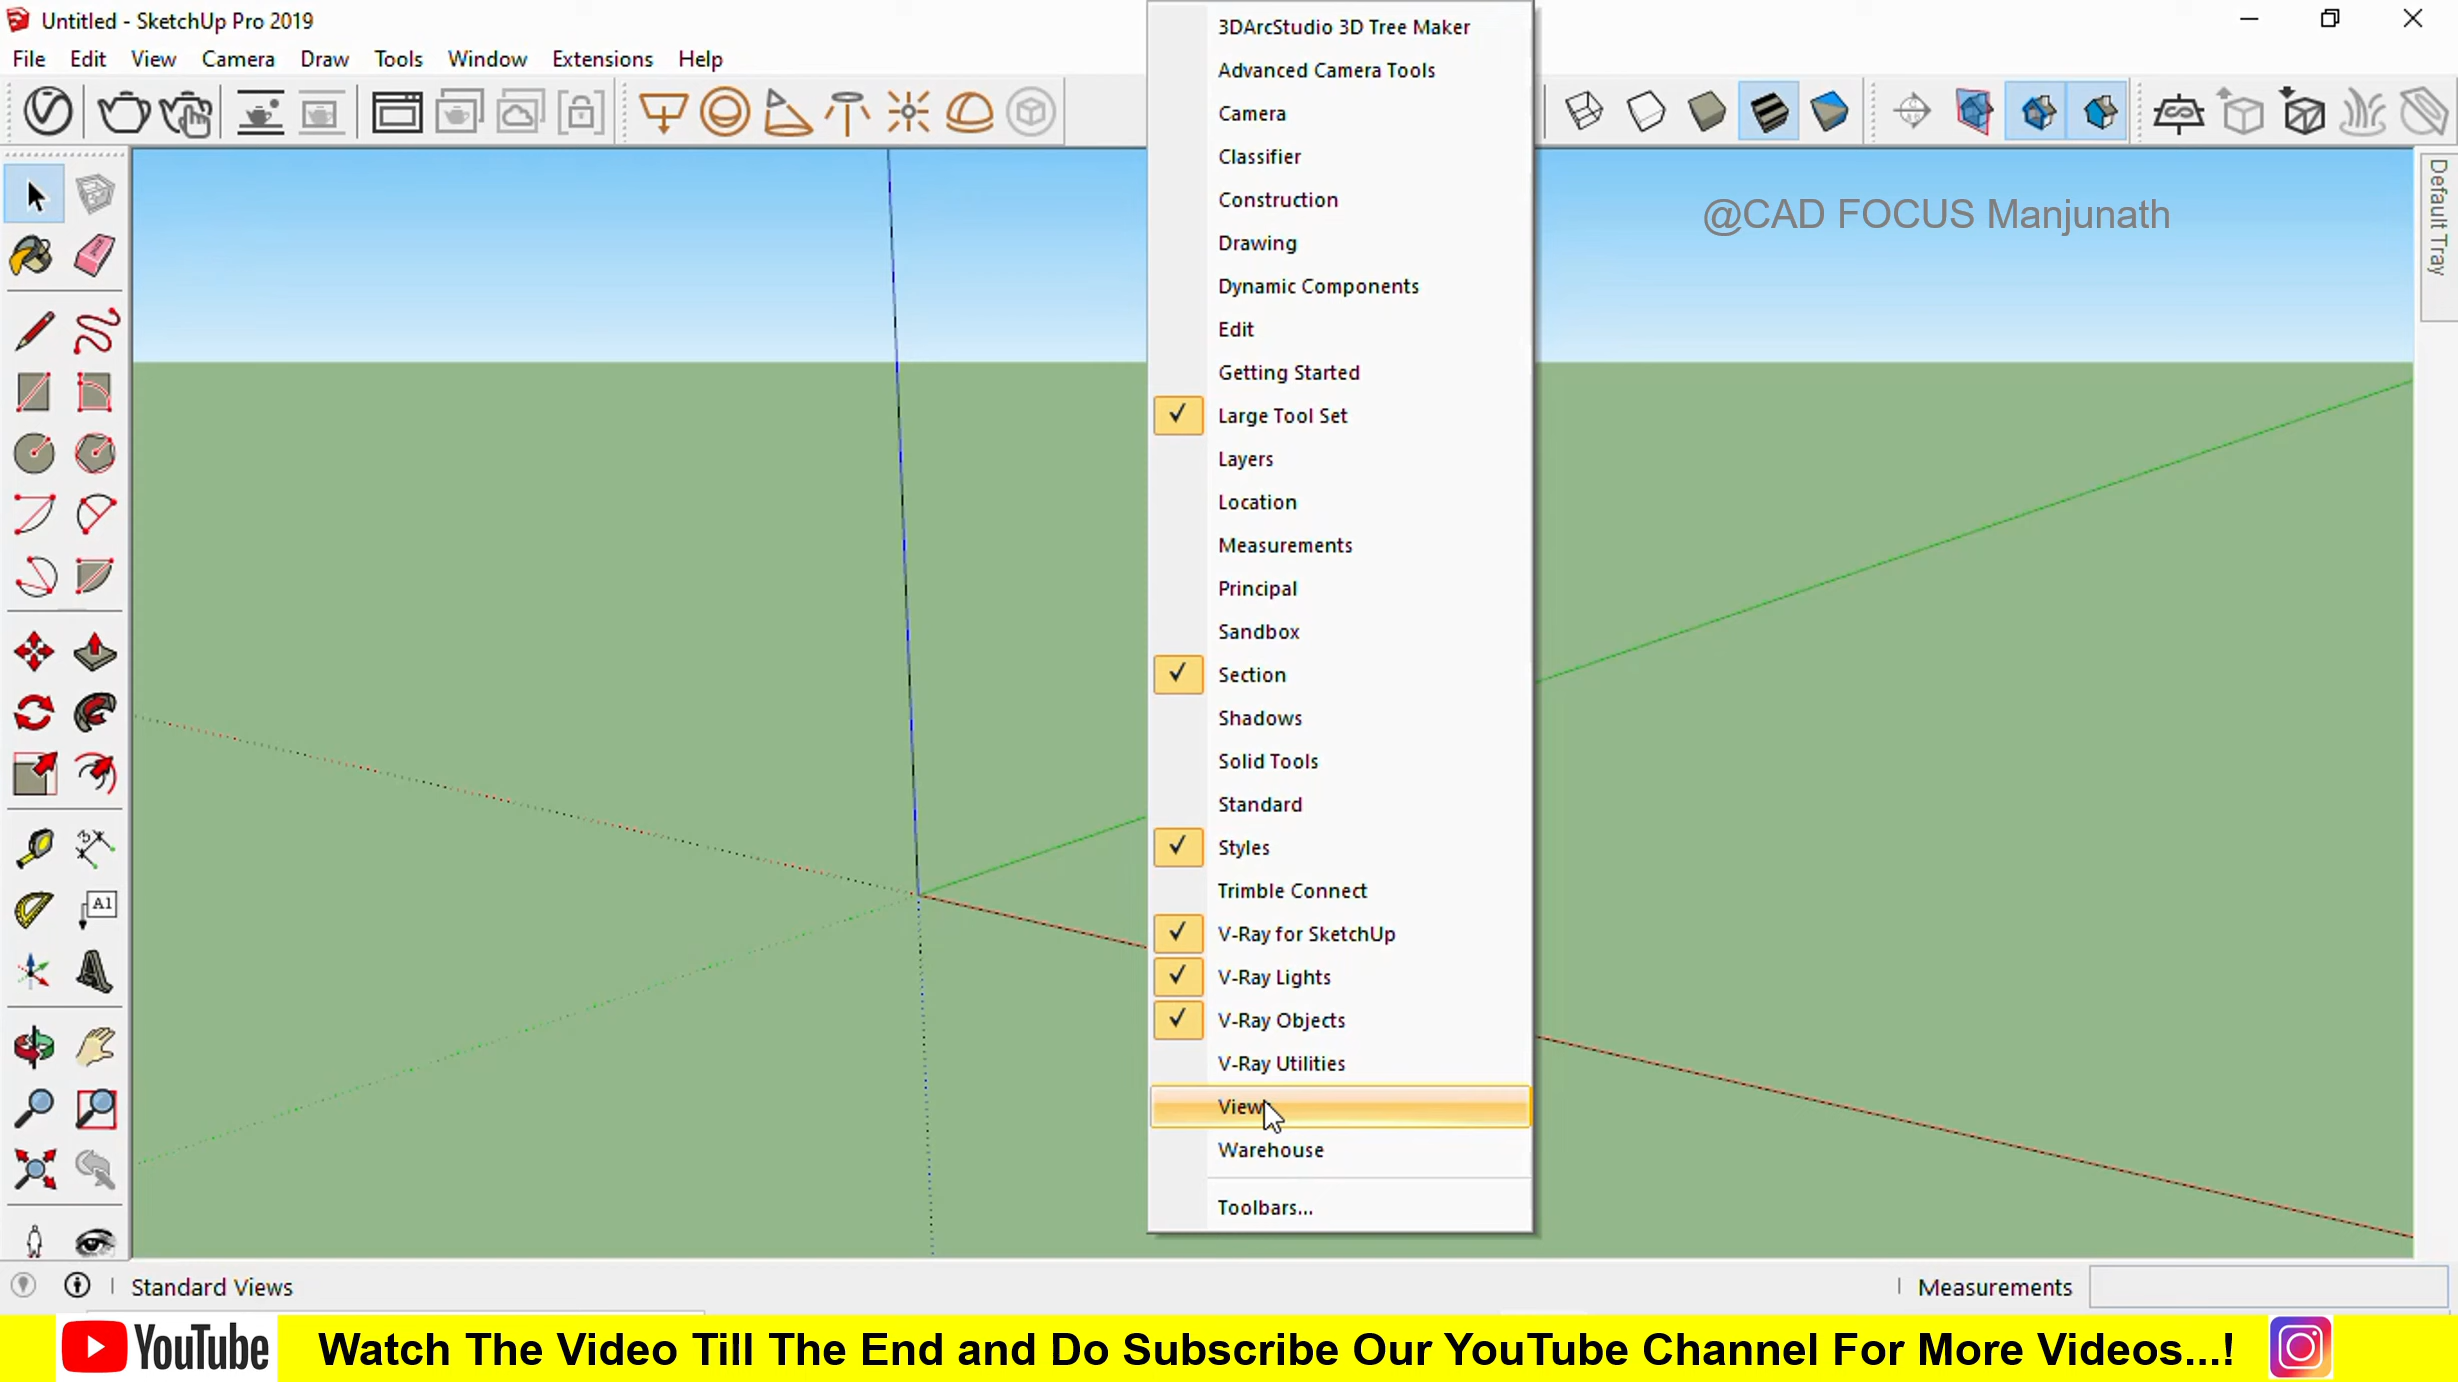 Untitled - SketchUp Pro 2019
File Edit View Camera Draw Tools Window Extensions Help
3DArcStudio 3D Tree Maker
Advanced Camera Tools
Camera
Classifier
Construction
Drawing
Dynamic Components
Edit
Getting Started
Large Tool Set
Layers
Location
Measurements
Principal
Sandbox
Section
Shadows
Solid Tools
Standard
Styles
Trimble Connect
V-Ray for SketchUp
V-Ray Lights
V-Ray Objects
V-Ray Utilities
Views
Warehouse
Toolbars...
@CAD FOCUS Manjunath
Default Tray
A1
Standard Views
Measurements
YouTube Watch The Video Till The End and Do Subscribe Our YouTube Channel For More Videos...!